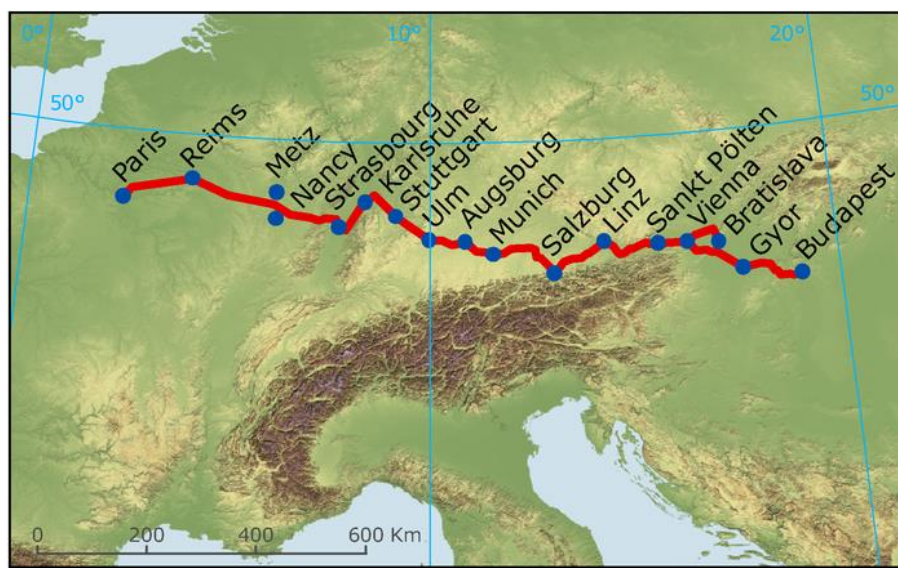 0°
10°
20°
50°
50°
Paris
Reims
Metz
Nancy
Strasbourg
Karlsruhe
Stuttgart
Ulm
Augsburg
Munich
Salzburg
Linz
Sankt Pölten
Vienna
Bratislava
Gyor
Budapest
0 200 400 600 Km